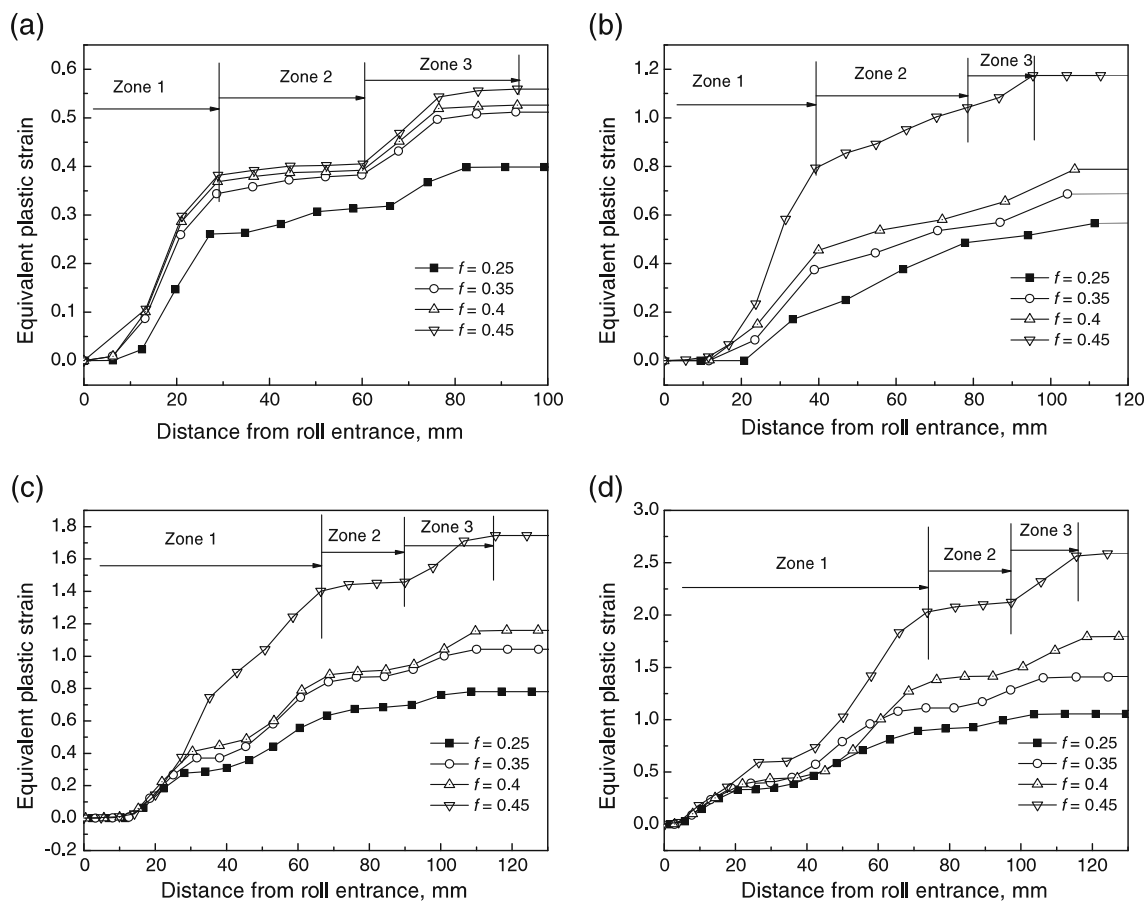 (a)
Equivalent plastic strain
0.6
0.5
0.4
0.3
0.2
0.1
0.0
Zone 1
Zone 2
Zone 3
f = 0.25
f = 0.35
f = 0.4
f = 0.45
0 20 40 60 80 100
Distance from roll entrance, mm
(b)
Equivalent plastic strain
1.2
1.0
0.8
0.6
0.4
0.2
0.0
Zone 1
Zone 2
Zone 3
f = 0.25
f = 0.35
f = 0.4
f = 0.45
0 20 40 60 80 100 120
Distance from roll entrance, mm
(c)
Equivalent plastic strain
1.8
1.6
1.4
1.2
1.0
0.8
0.6
0.4
0.2
0.0
-0.2
Zone 1
Zone 2
Zone 3
f = 0.25
f = 0.35
f = 0.4
f = 0.45
0 20 40 60 80 100 120
Distance from roll entrance, mm
(d)
Equivalent plastic strain
3.0
2.5
2.0
1.5
1.0
0.5
0.0
Zone 1
Zone 2
Zone 3
f = 0.25
f = 0.35
f = 0.4
f = 0.45
0 20 40 60 80 100 120
Distance from roll entrance, mm